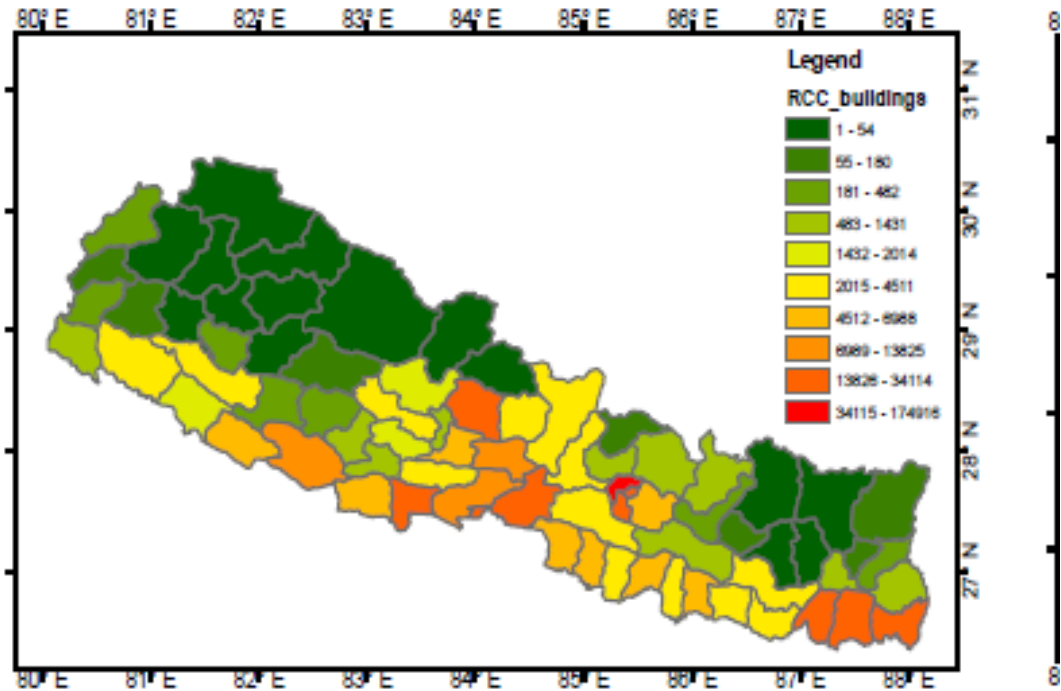 80° E 81° E 82° E 83° E 84° E 85° E 86° E 87° E 88° E 8
Legend
RCC_buildings
1 - 54
55 - 180
181 - 482
483 - 1431
1432 - 2014
2015 - 4511
4512 - 6988
6989 - 13825
13826 - 34114
34115 - 174916
31° N
30° N
29° N
28° N
27° N
80° E 81° E 82° E 83° E 84° E 85° E 86° E 87° E 88° E 8